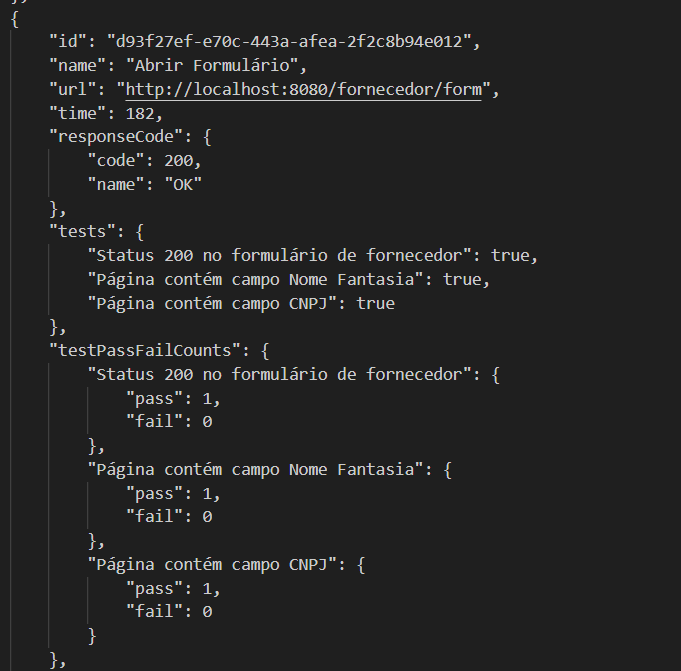 },
{
"id": "d93f27ef-e70c-443a-afea-2f2c8b94e012",
"name": "Abrir Formulário",
"url": "http://localhost:8080/fornecedor/form",
"time": 182,
"responseCode": {
"code": 200,
"name": "OK"
},
"tests": {
"Status 200 no formulário de fornecedor": true,
"Página contém campo Nome Fantasia": true,
"Página contém campo CNPJ": true
},
"testPassFailCounts": {
"Status 200 no formulário de fornecedor": {
"pass": 1,
"fail": 0
},
"Página contém campo Nome Fantasia": {
"pass": 1,
"fail": 0
},
"Página contém campo CNPJ": {
"pass": 1,
"fail": 0
}
},